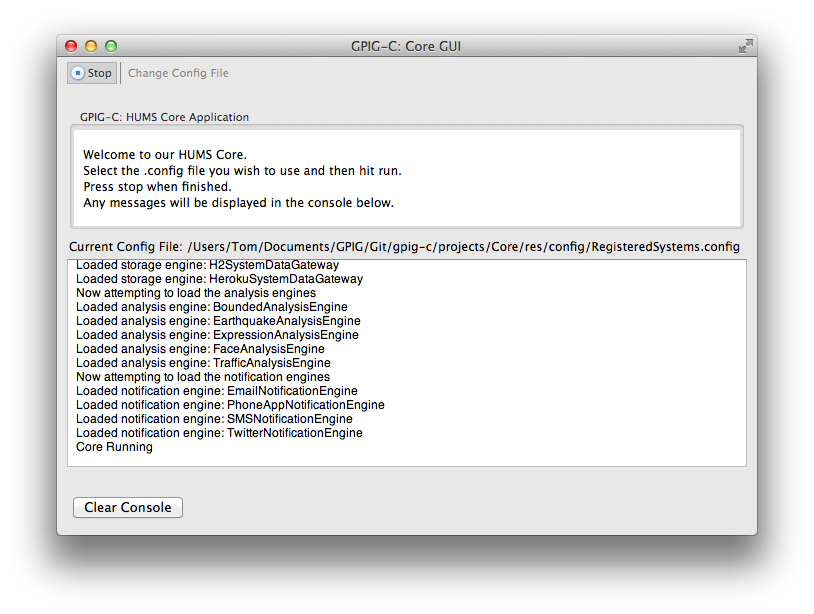 GPIG-C: Core GUI
Stop
Change Config File
GPIG-C: HUMS Core Application
Welcome to our HUMS Core.
Select the .config file you wish to use and then hit run.
Press stop when finished.
Any messages will be displayed in the console below.
Current Config File: /Users/Tom/Documents/GPIG/Git/gpig-c/projects/Core/res/config/RegisteredSystems.config
Loaded storage engine: H2SystemDataGateway
Loaded storage engine: HerokuSystemDataGateway
Now attempting to load the analysis engines
Loaded analysis engine: BoundedAnalysisEngine
Loaded analysis engine: EarthquakeAnalysisEngine
Loaded analysis engine: ExpressionAnalysisEngine
Loaded analysis engine: FaceAnalysisEngine
Loaded analysis engine: TrafficAnalysisEngine
Now attempting to load the notification engines
Loaded notification engine: EmailNotificationEngine
Loaded notification engine: PhoneAppNotificationEngine
Loaded notification engine: SMSNotificationEngine
Loaded notification engine: TwitterNotificationEngine
Core Running
Clear Console